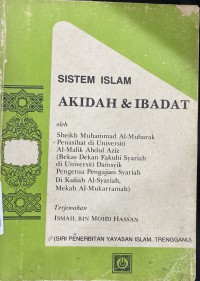 SISTEM ISLAM
AKIDAH & IBADAT
oleh
Sheikh Muhammad Al-Mubarak
Penasihat di Universiti
Al-Malik Abdul Aziz
(Bekas Dekan Fakulti Syariah
di Universiti Damsyik
Pengetua Pengajian Syariah
Di Kuliah Al-Syariah,
Mekah Al-Mukarramah)
Terjemahan
ISMAIL BIN MOHD HASSAN
(SIRI PENERBITAN YAYASAN ISLAM, TRENGGANU)